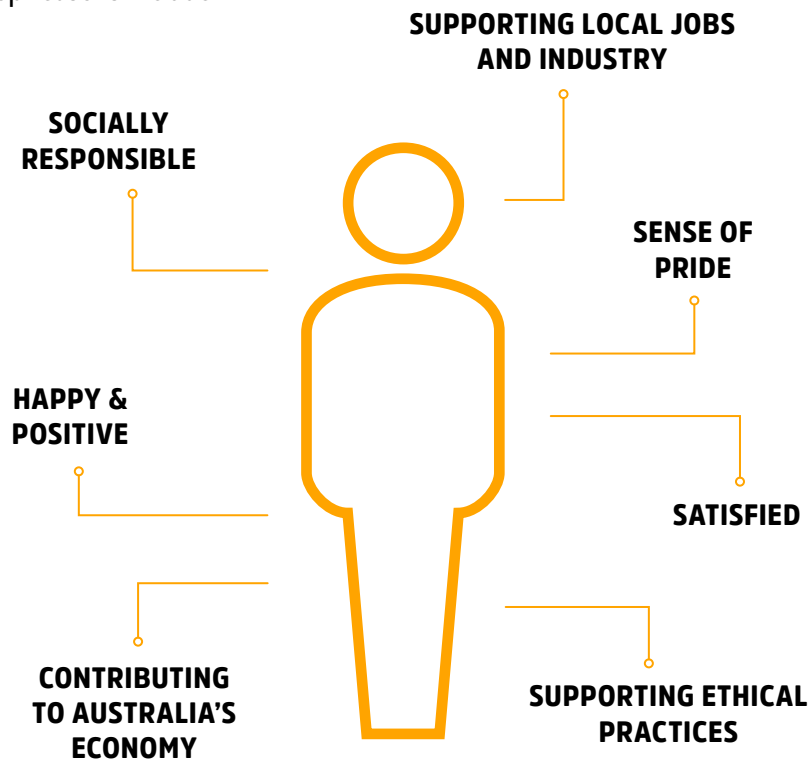 SUPPORTING LOCAL JOBS
AND INDUSTRY
SOCIALLY
RESPONSIBLE
SENSE OF
PRIDE
HAPPY &
POSITIVE
SATISFIED
CONTRIBUTING
TO AUSTRALIA'S
ECONOMY
SUPPORTING ETHICAL
PRACTICES